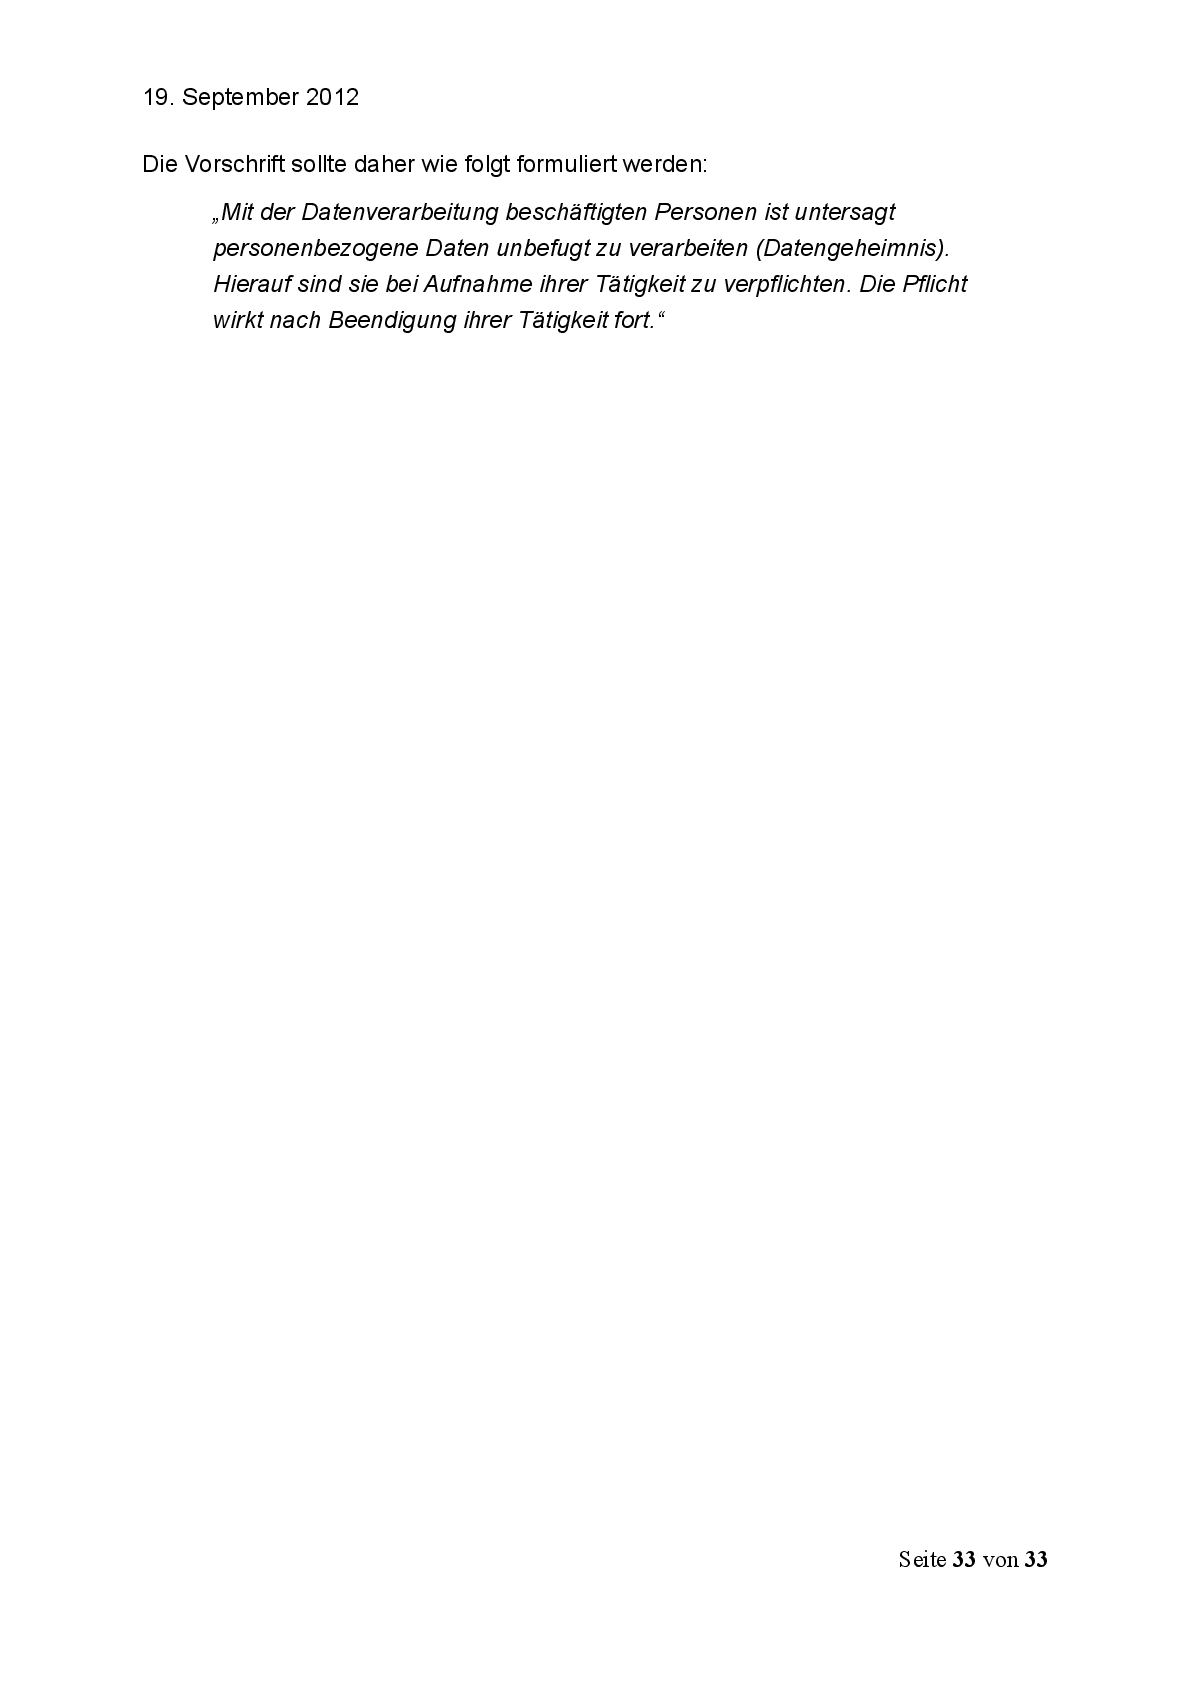 19. September 2012
Die Vorschrift sollte daher wie folgt formuliert werden:
„Mit der Datenverarbeitung beschäftigten Personen ist untersagt
personenbezogene Daten unbefugt zu verarbeiten (Datengeheimnis).
Hierauf sind sie bei Aufnahme ihrer Tätigkeit zu verpflichten. Die Pflicht
wirkt nach Beendigung ihrer Tätigkeit fort.“
Seite 33 von 33